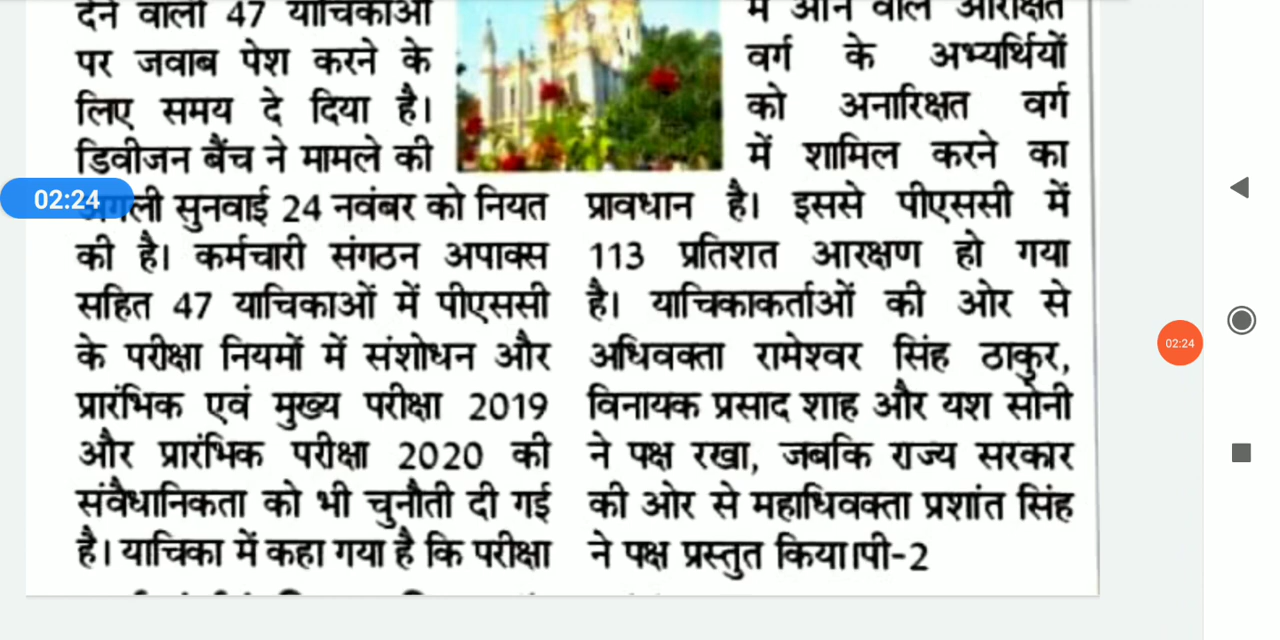 देने वाली 47 याचिकाओं
पर जवाब पेश करने के
लिए समय दे दिया है।
डिवीजन बैंच ने मामले की
अगली सुनवाई 24 नवंबर को नियत
की है। कर्मचारी संगठन अपाक्स
सहित 47 याचिकाओं में पीएससी
के परीक्षा नियमों में संशोधन और
प्रारंभिक एवं मुख्य परीक्षा 2019
और प्रारंभिक परीक्षा 2020 की
संवैधानिकता को भी चुनौती दी गई
है। याचिका में कहा गया है कि परीक्षा
में आने वाले आरक्षित
वर्ग के अभ्यर्थियों
को अनारिक्षत वर्ग
में शामिल करने का
प्रावधान है। इससे पीएससी में
113 प्रतिशत आरक्षण हो गया
है। याचिकाकर्ताओं की ओर से
अधिवक्ता रामेश्वर सिंह ठाकुर,
विनायक प्रसाद शाह और यश सोनी
ने पक्ष रखा, जबकि राज्य सरकार
की ओर से महाधिवक्ता प्रशांत सिंह
ने पक्ष प्रस्तुत किया।पी-2
02:24
02:24